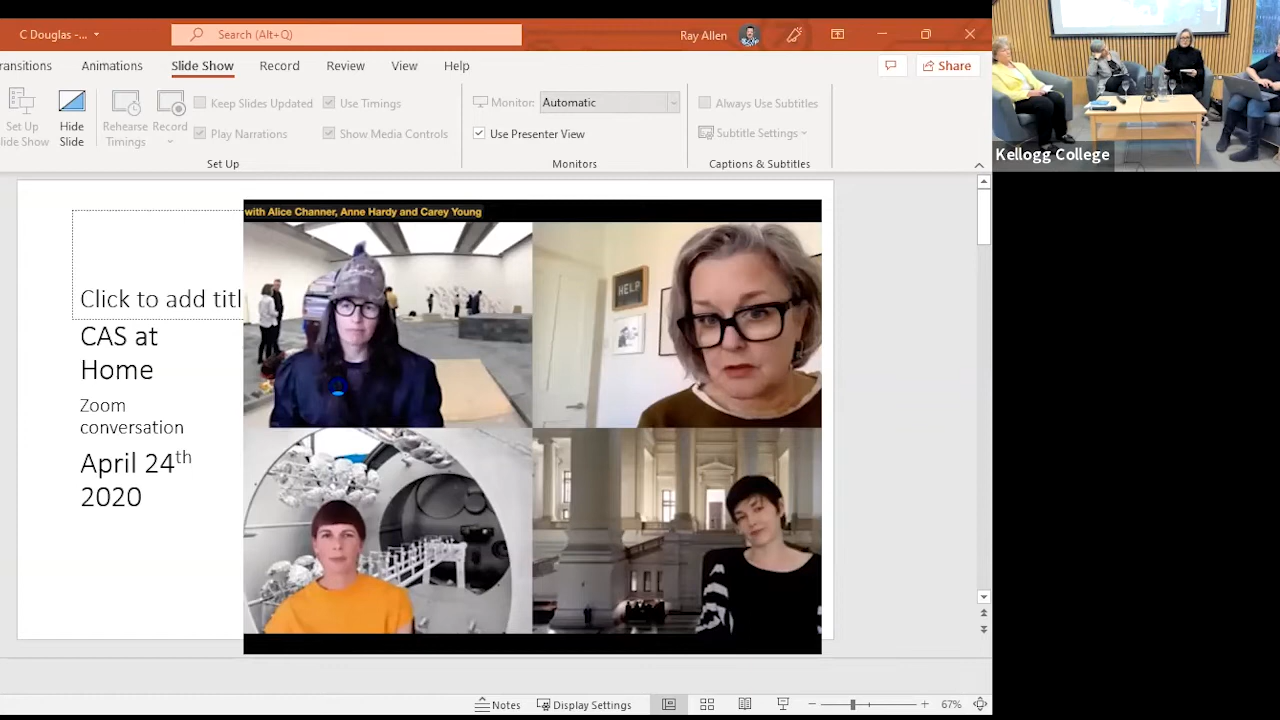 C Douglas -...
Search (Alt+Q)
Ray Allen
ransitions Animations Slide Show Record Review View Help
Share
Set Up
lide Show
Hide
Slide
Rehearse
Timings
Record
Keep Slides Updated
Play Narrations
Use Timings
Show Media Controls
Set Up
Monitor: Automatic
Use Presenter View
Monitors
Always Use Subtitles
Subtitle Settings
Captions & Subtitles
Kellogg College
with Alice Channer, Anne Hardy and Carey Young
HELP
Click to add titl
CAS at
Home
Zoom
conversation
April 24th
2020
Notes Display Settings 67%